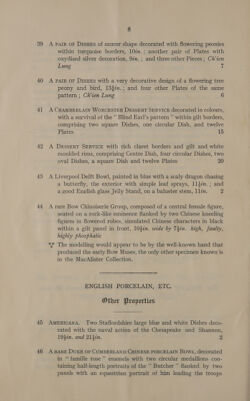 8
39 A PAIR OF DISHES of saucer shape decorated with flowering peonies
within turquoise borders, 10in.; another pair of Plates with
oxydised silver decoration, 9in.; and three other Pieces; Ch'ien
Lung 7
40 A PAIR OF DISHES with a very decorative design of a flowering tree
peony and bird, 13½in.; and four other Plates of the same
pattern; Ch'ien Lung 6
41 A CHAMBERLAIN WORCESTER DESSERT SERVICE decorated in colours,
with a survival of the "Blind Earl's pattern" within gilt borders,
comprising two square Dishes, one circular Dish, and twelve
Plates 15
42 A DESSERT SERVICE with rich claret borders and gilt and white
moulded rims, comprising Centre Dish, four circular Dishes, two
oval Dishes, a square Dish and twelve Plates 20
43 A Liverpool Delft Bowl, painted in blue with a scaly dragon chasing
a butterfly, the exterior with simple leaf sprays, 11½in.; and
a good English glass Jelly Stand, on a baluster stem, 11in. 2
44 A rare Bow Chinoiserie Group, composed of a central female figure,
seated on a rock-like eminence flanked by two Chinese kneeling
figures in flowered robes, simulated Chinese characters in black
within a gilt panel in front, 10½in. wide by 7½in. high, faulty,
highly phosphatic
*⁎* The modelling would appear to be by the well-known hand that
produced the early Bow Muses, the only other specimen known is
in the MacAlister Collection.
ENGLISH PORCELAIN, ETC.
Other Properties
45 AMERICANA. Two Staffordshire large blue and white Dishes deco-
rated with the naval action of the Chesapeake and Shannon,
19½in. and 21½in. 2
46 A RARE DUKE OF CUMBERLAND CHINESE PORCELAIN BOWL, decorated
in "famille rose" enamels with two circular medallions con-
taining half-length portraits of the "Butcher" flanked by two
panels with an equestrian portrait of him leading the troops